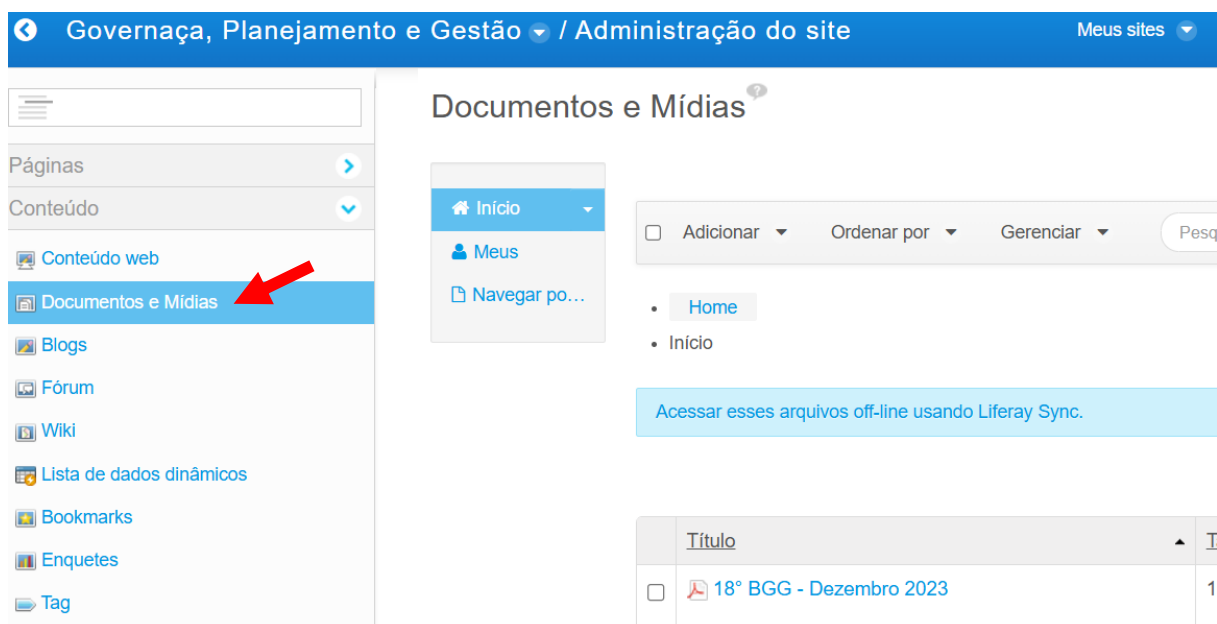 Governaça, Planejamento e Gestão / Administração do site
Meus sites
Páginas
Conteúdo
Conteúdo web
Documentos e Mídias
Blogs
Fórum
Wiki
Lista de dados dinâmicos
Bookmarks
Enquetes
Tag
Documentos e Mídias
Início
Meus
Navegar po…
Adicionar
Ordenar por
Gerenciar
Pesq
Home
Início
Acessar esses arquivos off-line usando Liferay Sync.
Título
18° BGG - Dezembro 2023
1